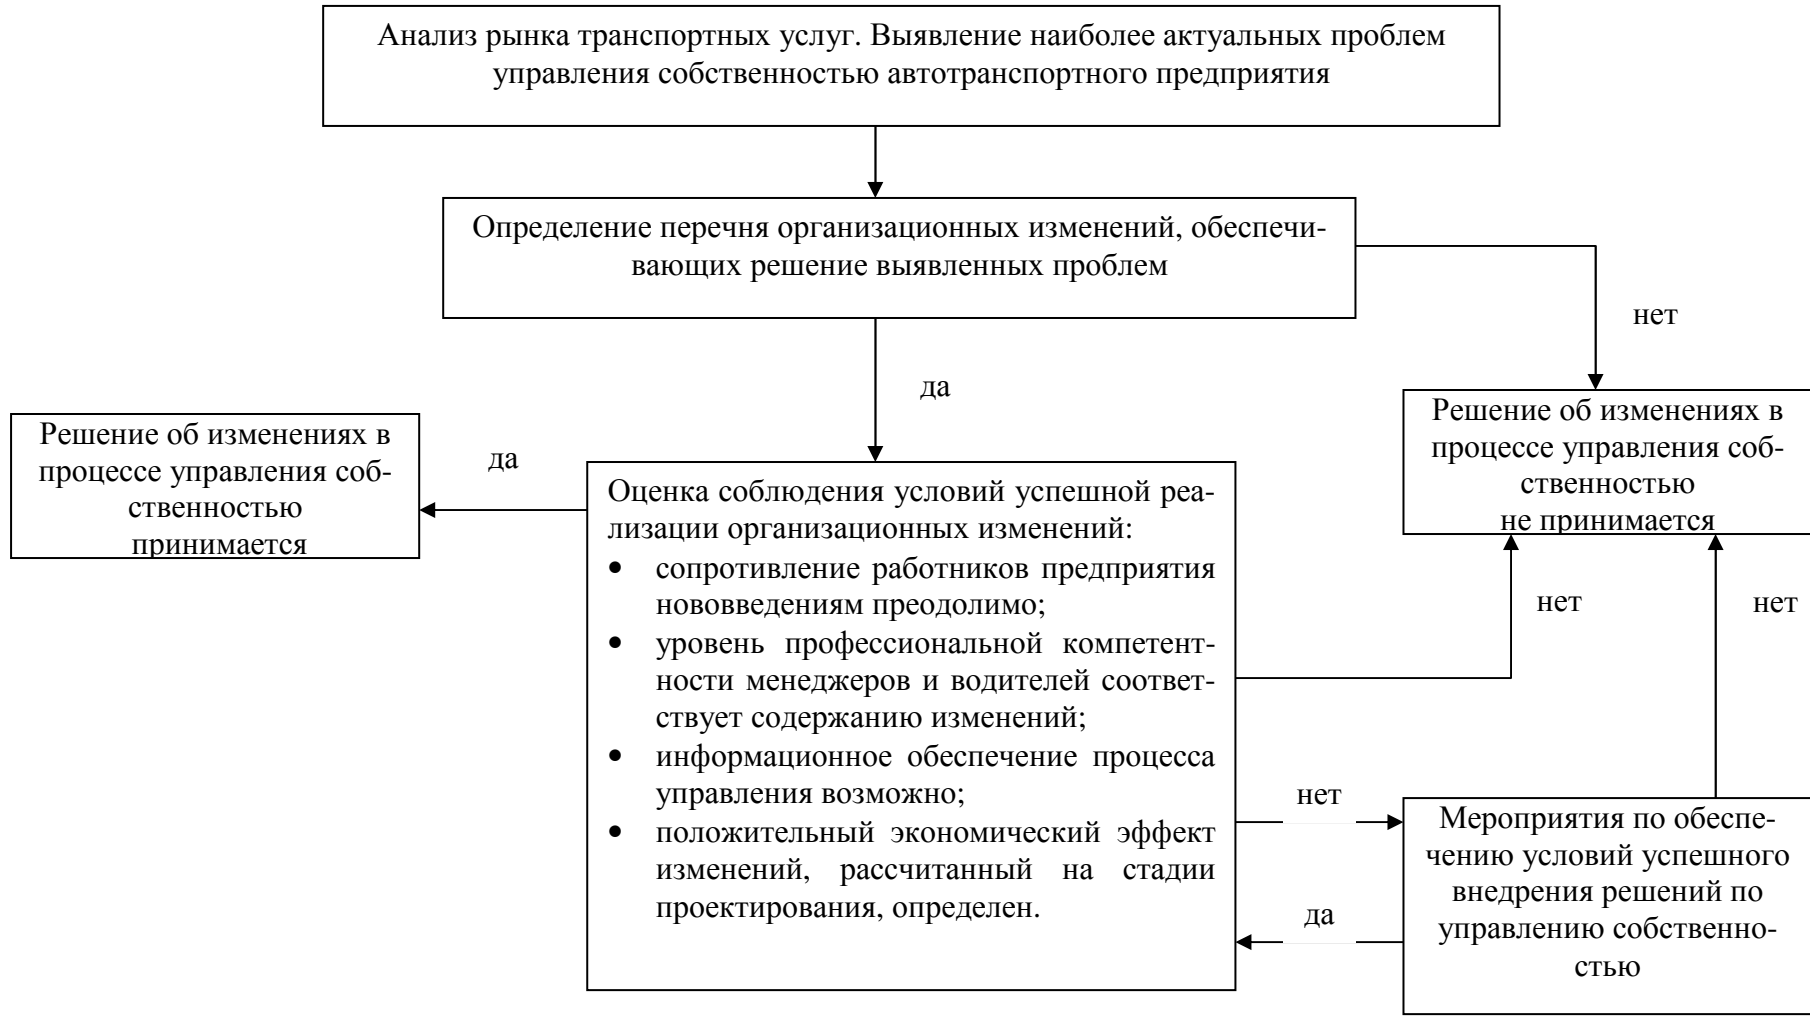 Анализ рынка транспортных услуг. Выявление наиболее актуальных проблем
управления собственностью автотранспортного предприятия
Определение перечня организационных изменений, обеспечи-
вающих решение выявленных проблем
нет
да
Решение об изменениях в
процессе управления соб-
ственностью
принимается
да
Решение об изменениях в
процессе управления соб-
ственностью
не принимается
Оценка соблюдения условий успешной реа-
лизации организационных изменений:
• сопротивление работников предприятия
нововведениям преодолимо;
• уровень профессиональной компетент-
ности менеджеров и водителей соответ-
ствует содержанию изменений;
• информационное обеспечение процесса
управления возможно;
• положительный экономический эффект
изменений, рассчитанный на стадии
проектирования, определен.
нет
нет
нет
да
Мероприятия по обеспе-
чению условий успешного
внедрения решений по
управлению собственно-
стью